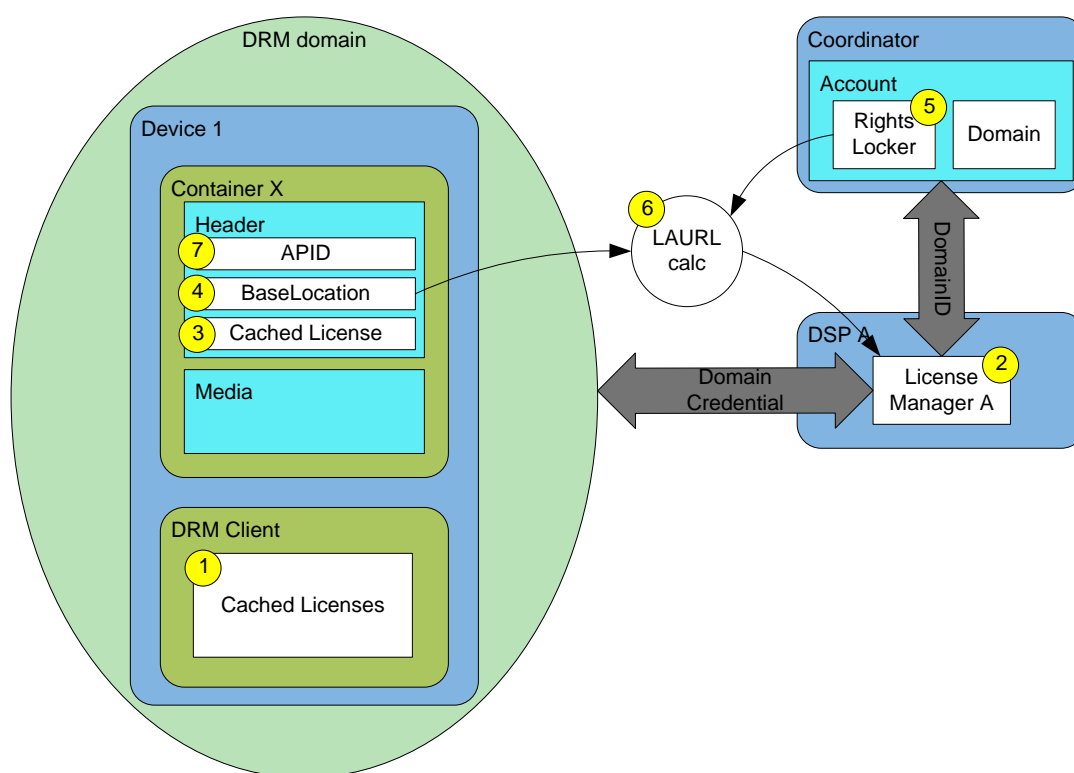 DRM domain
Device 1
Container X
Header
7
APID
4
BaseLocation
3
Cached License
Media
DRM Client
1
Cached Licenses
6
LAURL
calc
Coordinator
Account
5
Rights
Locker
Domain
DomainID
DSP A
2
License
Manager A
Domain
Credential